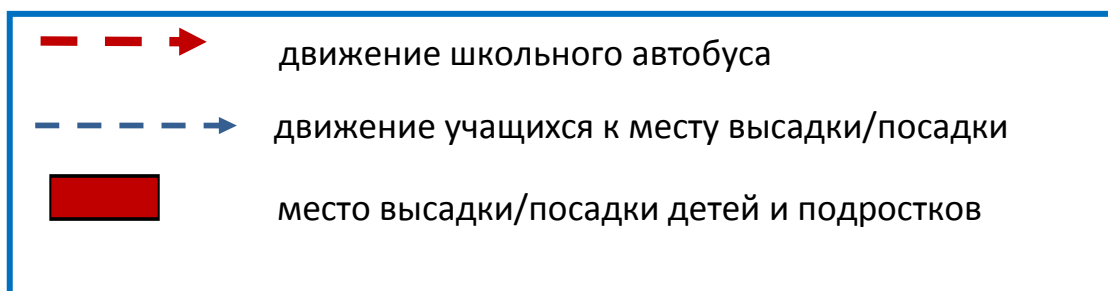 движение школьного автобуса
движение учащихся к месту высадки/посадки
место высадки/посадки детей и подростков